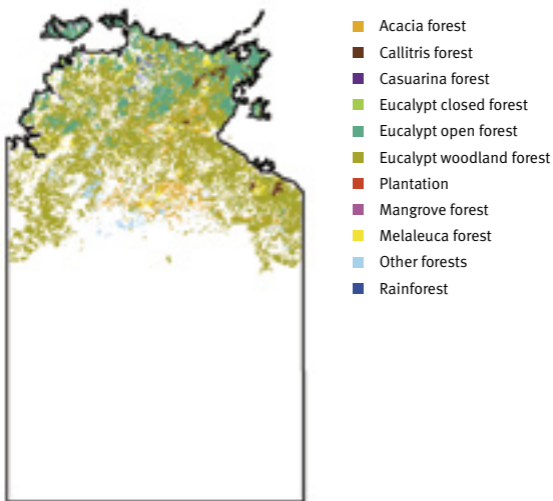 Acacia forest
Callitris forest
Casuarina forest
Eucalypt closed forest
Eucalypt open forest
Eucalypt woodland forest
Plantation
Mangrove forest
Melaleuca forest
Other forests
Rainforest